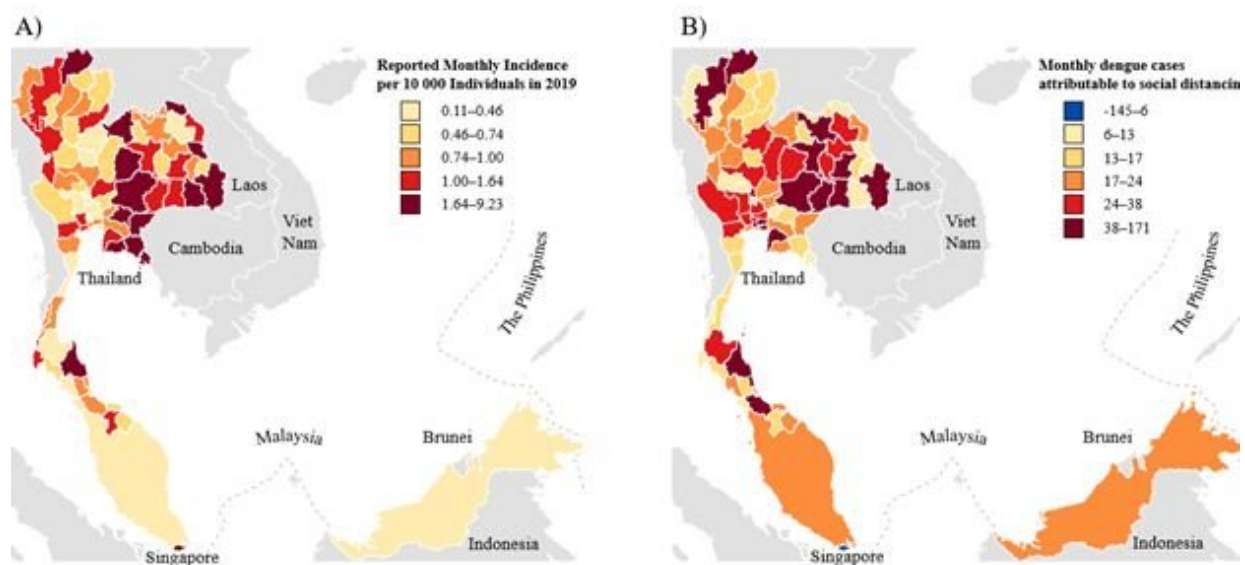 A)
Reported Monthly Incidence
per 10 000 Individuals in 2019
0.11–0.46
0.46–0.74
0.74–1.00
1.00–1.64
1.64–9.23
Laos
Viet
Nam
Cambodia
Thailand
The Philippines
Malaysia
Brunei
Indonesia
Singapore
B)
Monthly dengue cases
attributable to social distancin
-145–6
6–13
13–17
17–24
24–38
38–171
Laos
Viet
Nam
Cambodia
Thailand
The Philippines
Malaysia
Brunei
Indonesia
Singapore